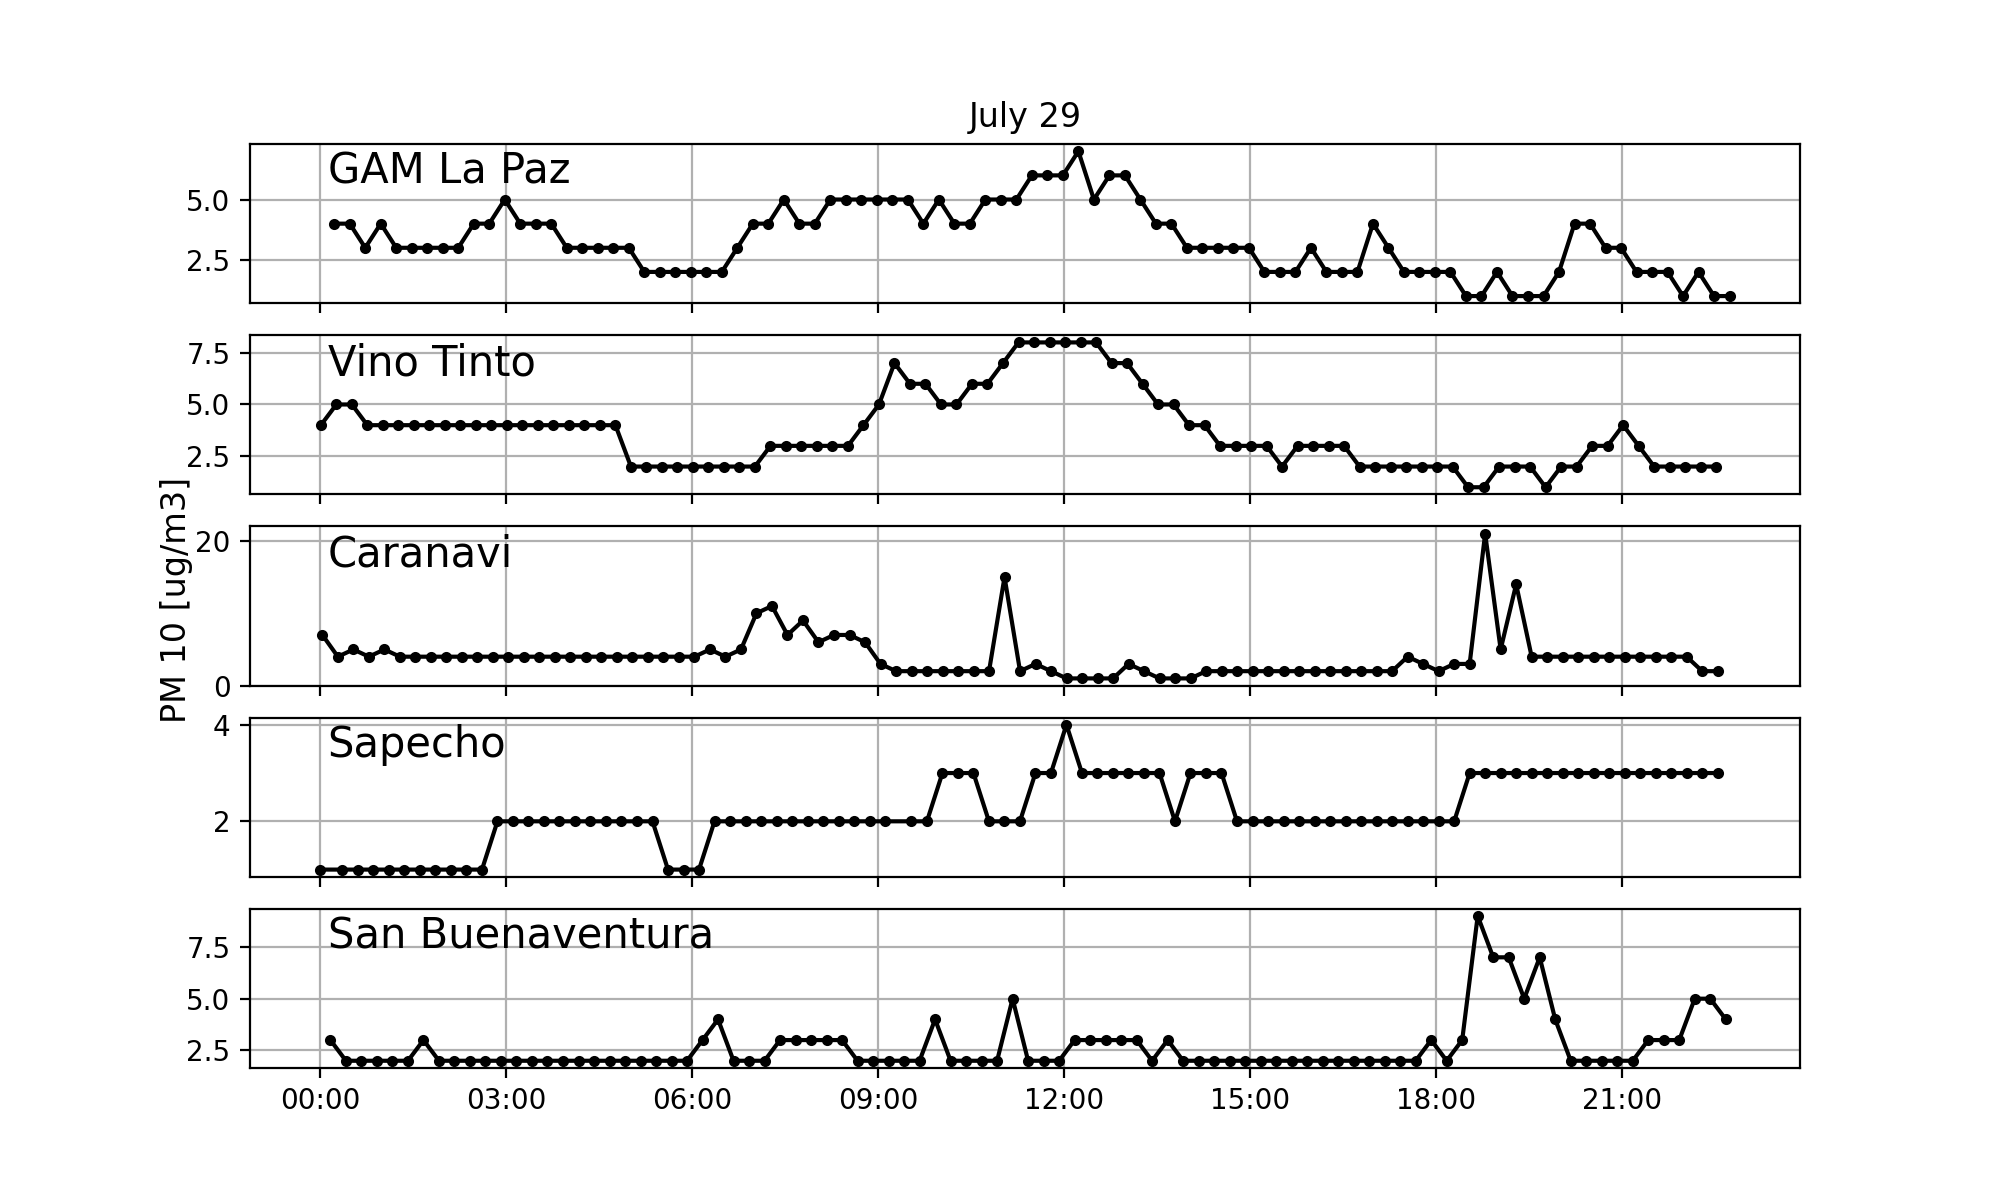 July 29
PM 10 [ug/m3]
GAM La Paz
5.0
2.5
Vino Tinto
7.5
5.0
2.5
Caranavi
20
0
Sapecho
4
2
San Buenaventura
7.5
5.0
2.5
00:00 03:00 06:00 09:00 12:00 15:00 18:00 21:00